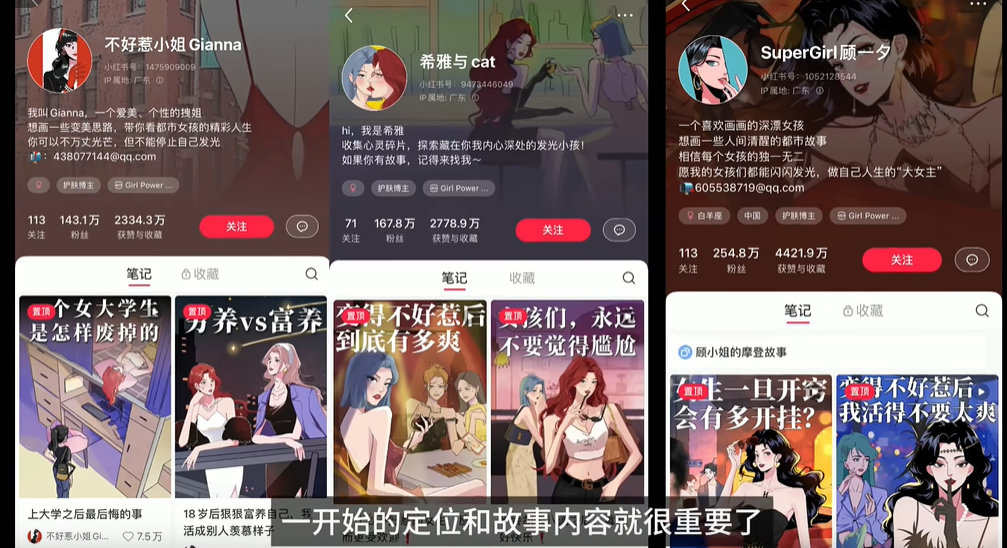 不好惹小姐Gianna
小红书号：1475909009
IP属地：广东
我叫Gianna，一个爱美、个性的拽姐
想画一些变美思路，带你看都市女孩的精彩人生
你可以不万丈光芒，但不能停止自己发光
：438077144@qq.com
护肤博主
Girl Power ...
113 143.1万 2334.3万
关注 粉丝 获赞与收藏
关注
笔记 收藏
置顶
个女大学生
是怎样废掉的
上大学之后最后悔的事
不好惹小姐Gi...
7.5万
置顶
穷养vs富养
18岁后狠狠富养自己，我
活成别人羡慕样子
希雅与cat
小红书号：9473446049
IP属地：广东
hi，我是希雅
收集心灵碎片，探索藏在你我内心深处的发光小孩！
如果你有故事，记得来找我～
护肤博主
Girl Power ...
71 167.8万 2778.9万
关注 粉丝 获赞与收藏
关注
笔记 收藏
置顶
变得不好惹后
到底有多爽
置顶
女孩们，永远
不要觉得尴尬
SuperGirl顾一夕
小红书号：1052128544
IP属地：广东
一个喜欢画画的深漂女孩
想画一些人间清醒的都市故事
相信每个女孩的独一无二
愿我的女孩们都能闪闪发光，做自己人生的“大女主”
605538719@qq.com
白羊座
中国
护肤博主
Girl Power ...
113 254.8万 4421.9万
关注 粉丝 获赞与收藏
关注
笔记 收藏
顾小姐的摩登故事
置顶
女生一旦开窍
会有多开挂?
置顶
变得不好惹后，
我活得不要太爽
一开始的定位和故事内容就很重要了